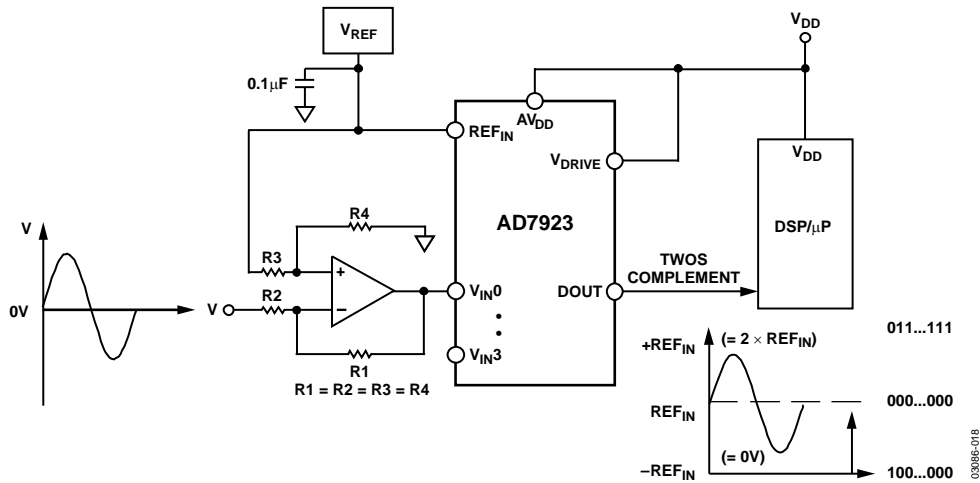 V_REF
0.1µF
V_DD
AV_DD
REF_IN
V_DRIVE
V_DD
AD7923
DSP/µP
V
0V
R4
R3
R2
V
+
−
R1
R1 = R2 = R3 = R4
V_IN0
V_IN3
DOUT
TWOS
COMPLEMENT
+REF_IN
(= 2 × REF_IN)
011...111
REF_IN
000...000
−REF_IN
(= 0V)
100...000
03086-018